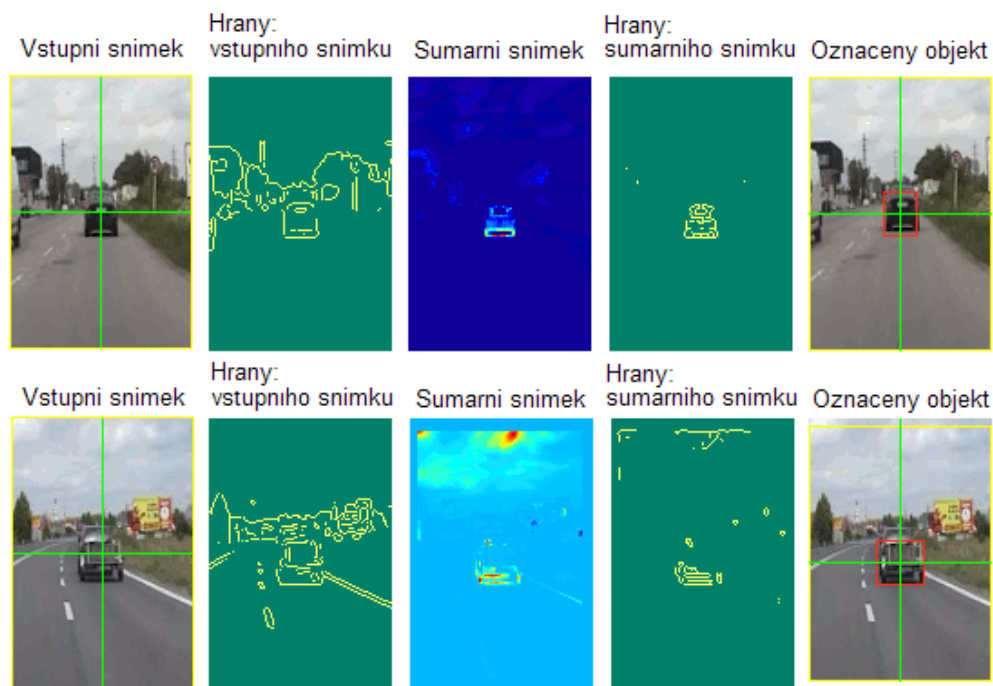 Vstupni snimek
Hrany:
vstupniho snimku
Sumarni snimek
Hrany:
sumarniho snimku
Oznaceny objekt
Vstupni snimek
Hrany:
vstupniho snimku
Sumarni snimek
Hrany:
sumarniho snimku
Oznaceny objekt